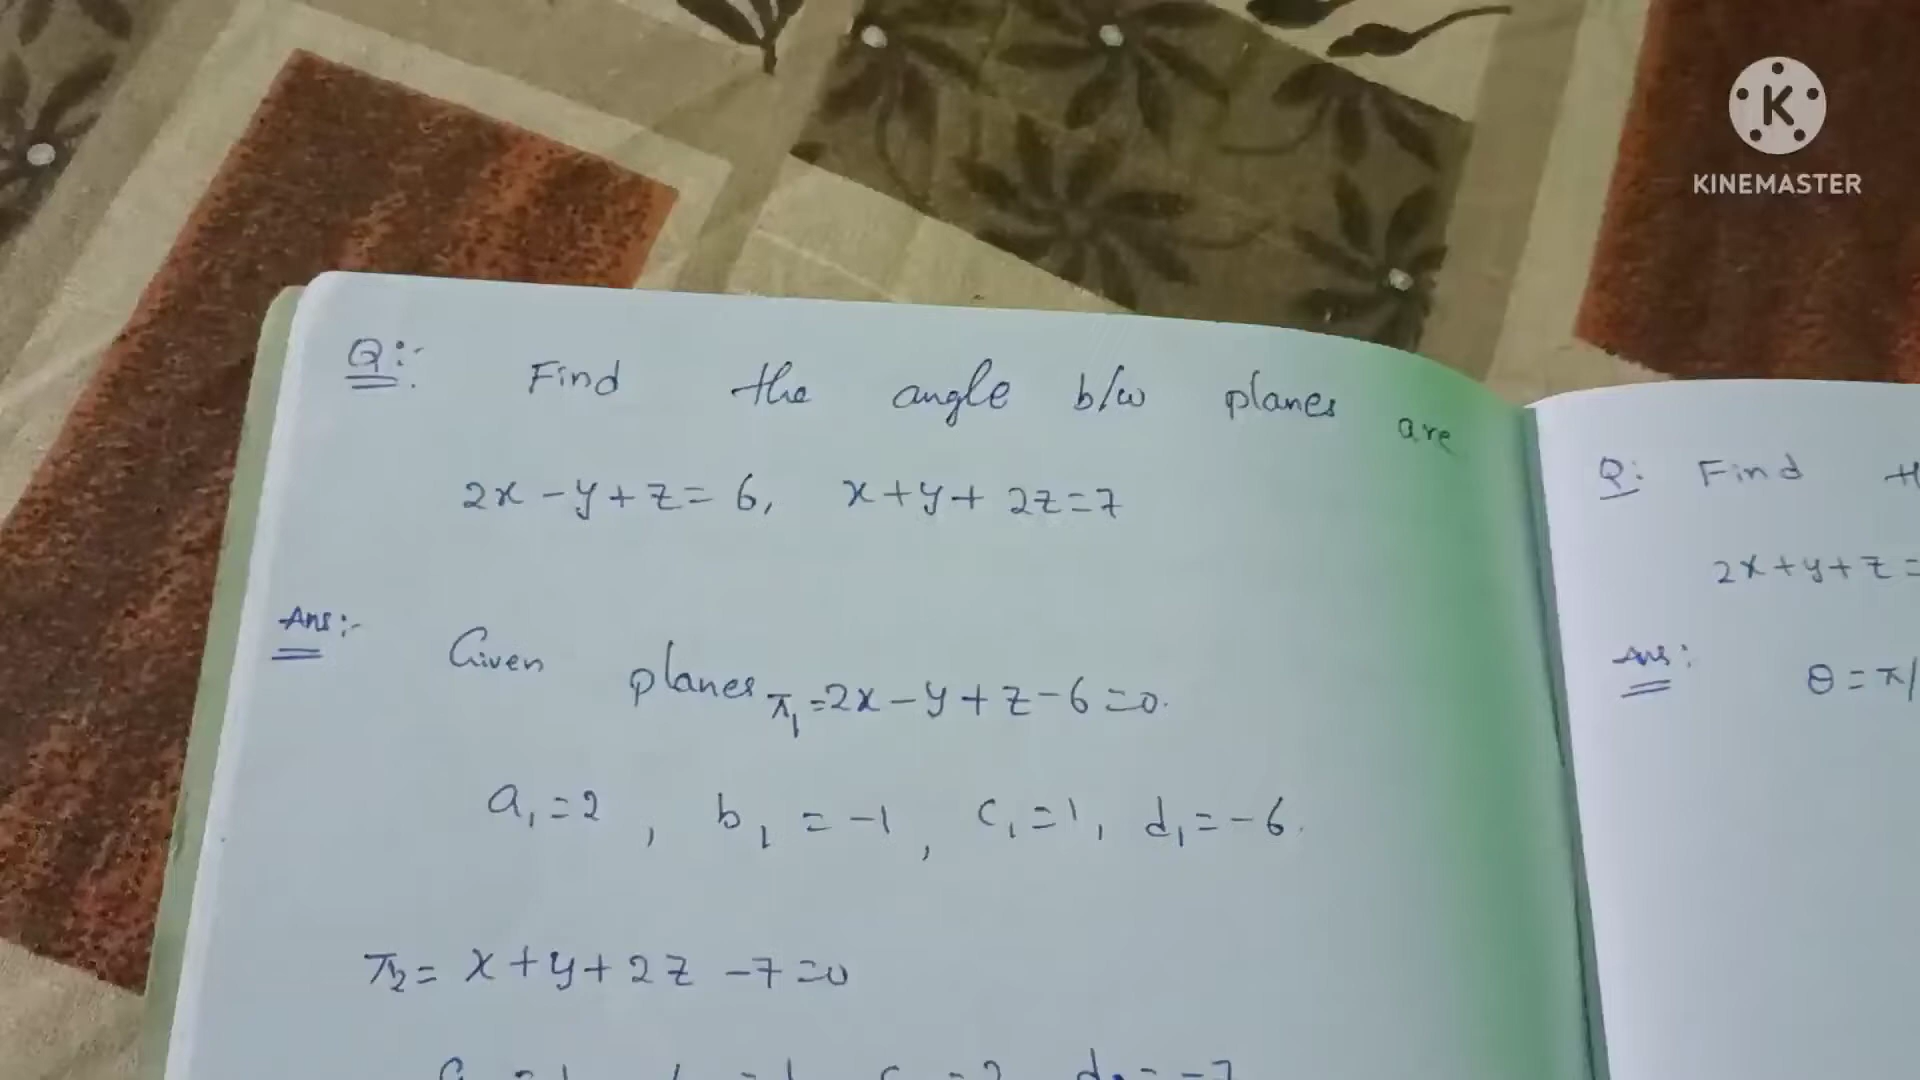 KINEMASTER
Q:- Find the angle b/w planes are
2x - y + z = 6, x + y + 2z = 7
Ans:- Given planes π₁ = 2x - y + z - 6 = 0.
a₁ = 2, b₁ = -1, c₁ = 1, d₁ = -6.
π₂ = x + y + 2z - 7 = 0
Q: Find
2x + y + z =
Ans: θ = π/